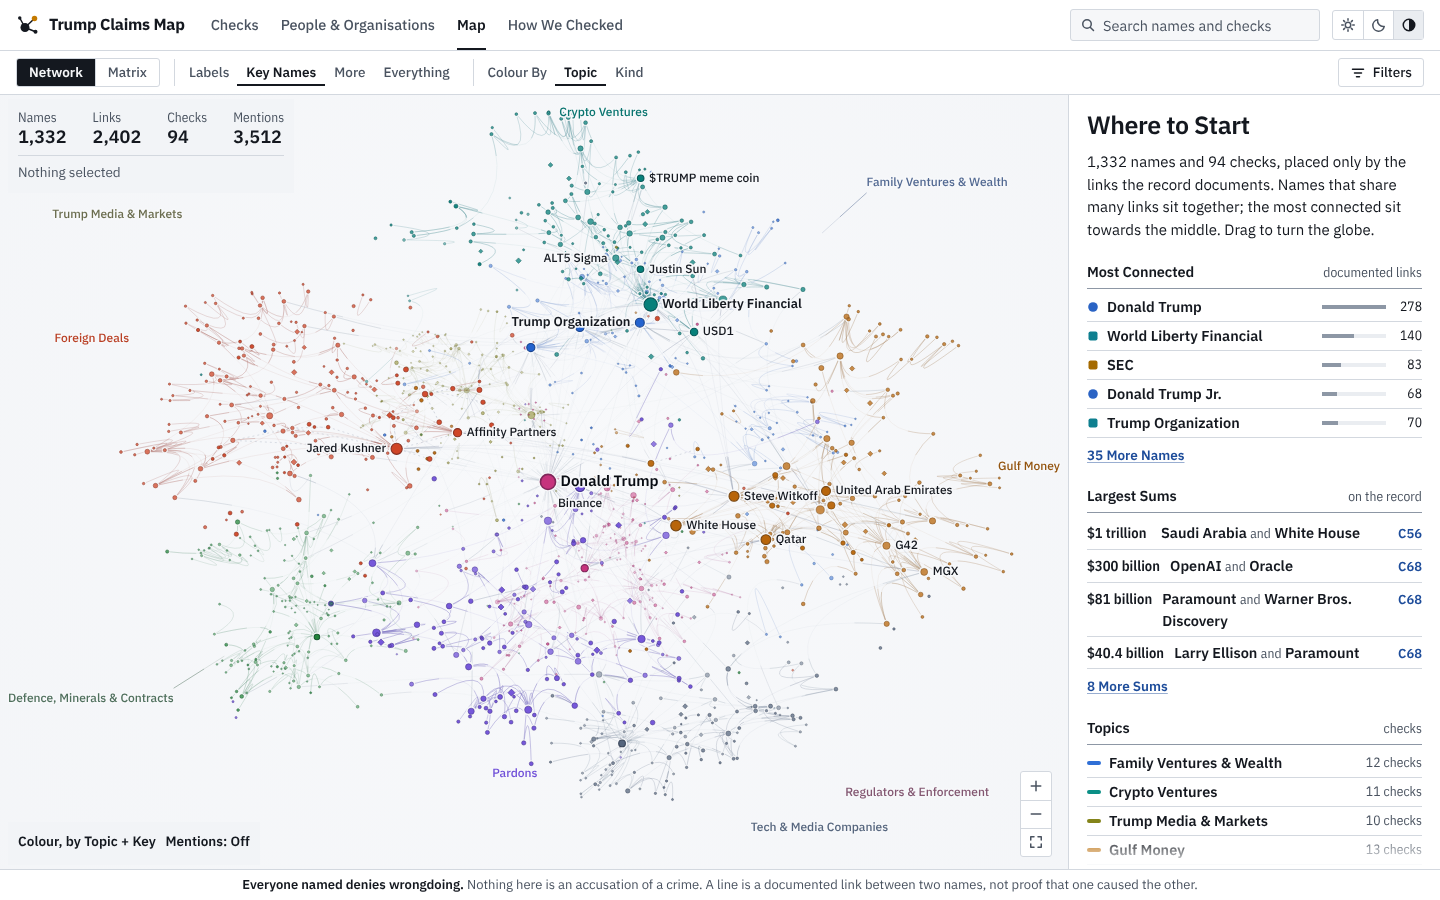 Trump Claims Map
Checks
People & Organisations
Map
How We Checked
Search names and checks
Network
Matrix
Labels
Key Names
More
Everything
Colour By
Topic
Kind
Filters
Names
Links
Checks
Mentions
1,332
2,402
94
3,512
Nothing selected
Crypto Ventures
$TRUMP meme coin
Family Ventures & Wealth
Trump Media & Markets
ALT5 Sigma
Justin Sun
World Liberty Financial
Trump Organization
USD1
Foreign Deals
Affinity Partners
Jared Kushner
Gulf Money
Donald Trump
Binance
Steve Witkoff
United Arab Emirates
White House
Qatar
G42
MGX
Defence, Minerals & Contracts
Pardons
Regulators & Enforcement
Tech & Media Companies
Colour, by Topic + Key
Mentions: Off
Where to Start
1,332 names and 94 checks, placed only by the
links the record documents. Names that share
many links sit together; the most connected sit
towards the middle. Drag to turn the globe.
Most Connected
documented links
Donald Trump
278
World Liberty Financial
140
SEC
83
Donald Trump Jr.
68
Trump Organization
70
35 More Names
Largest Sums
on the record
$1 trillion Saudi Arabia and White House C56
$300 billion OpenAI and Oracle C68
$81 billion Paramount and Warner Bros. C68
Discovery
$40.4 billion Larry Ellison and Paramount C68
8 More Sums
Topics
checks
Family Ventures & Wealth
12 checks
Crypto Ventures
11 checks
Trump Media & Markets
10 checks
Gulf Money
13 checks
Everyone named denies wrongdoing. Nothing here is an accusation of a crime. A line is a documented link between two names, not proof that one caused the other.